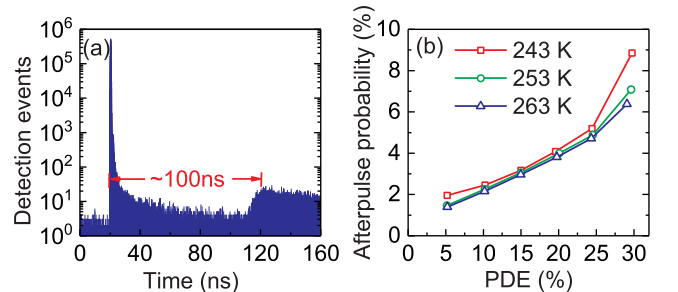 (a)
Detection events
10^6
10^5
10^4
10^3
10^2
10^1
10^0
~100ns
0 40 80 120 160
Time (ns)
(b)
Afterpulse probability (%)
10
8
6
4
2
0
243 K
253 K
263 K
0 5 10 15 20 25 30
PDE (%)